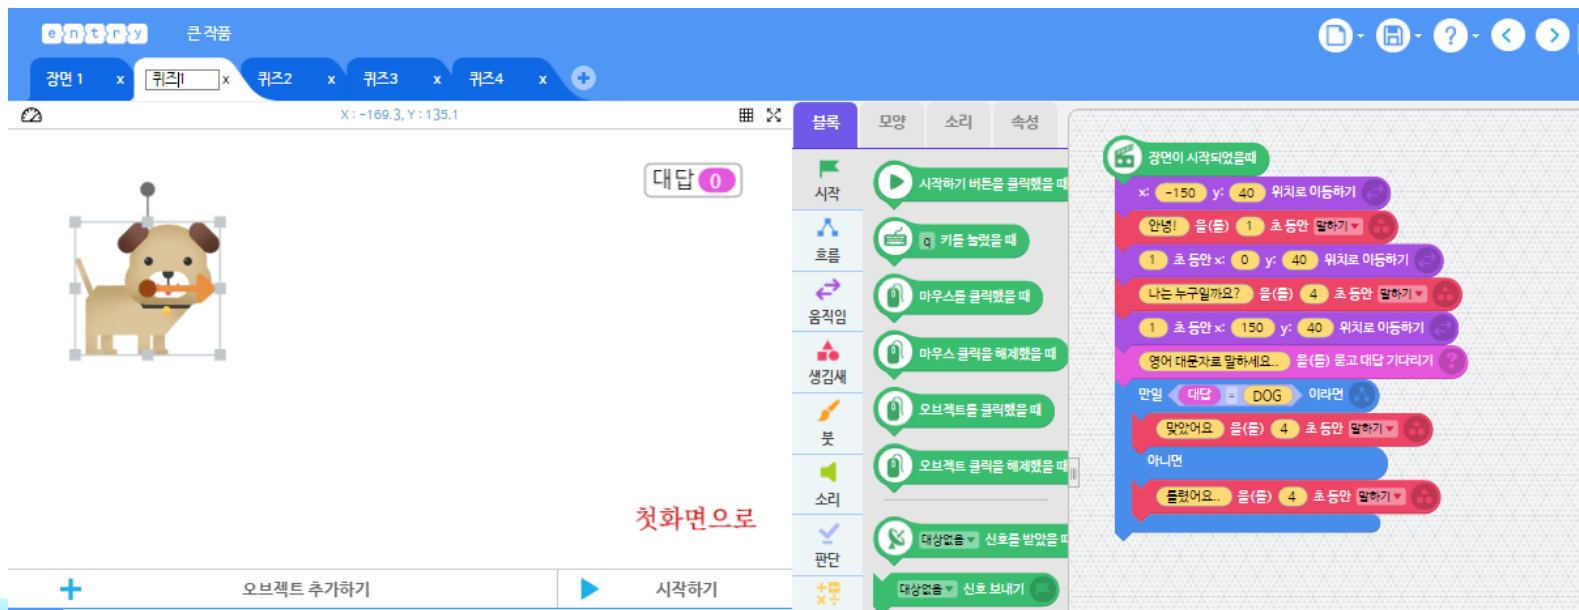 entry 큰 작품
장면 1 x 퀴즈1 x 퀴즈2 x 퀴즈3 x 퀴즈4 x
X : -169.3, Y : 135.1
대답 0
첫화면으로
오브젝트 추가하기
시작하기
블록 모양 소리 속성
시작
흐름
움직임
생김새
붓
소리
판단
시작하기 버튼을 클릭했을 때
q 키를 눌렀을 때
마우스를 클릭했을 때
마우스 클릭을 해제했을 때
오브젝트를 클릭했을 때
오브젝트 클릭을 해제했을 때
대상없음 신호를 받았을 때
대상없음 신호 보내기
장면이 시작되었을때
x: -150 y: 40 위치로 이동하기
안녕! 을(를) 1 초 동안 말하기
1 초 동안 x: 0 y: 40 위치로 이동하기
나는 누구일까요? 을(를) 4 초 동안 말하기
1 초 동안 x: 150 y: 40 위치로 이동하기
영어 대문자로 말하세요.. 을(를) 묻고 대답 기다리기
만일 대답 = DOG 이라면
맞았어요 을(를) 4 초 동안 말하기
아니면
틀렸어요.. 을(를) 4 초 동안 말하기